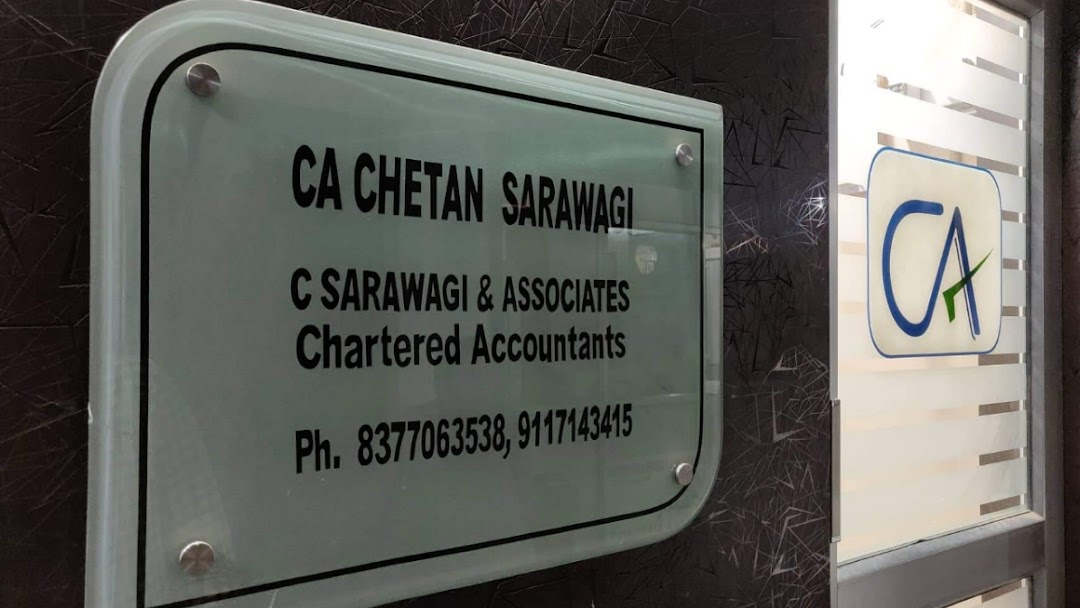 CA CHETAN SARAWAGI
C SARAWAGI & ASSOCIATES
Chartered Accountants
Ph. 8377063538, 9117143415
CA